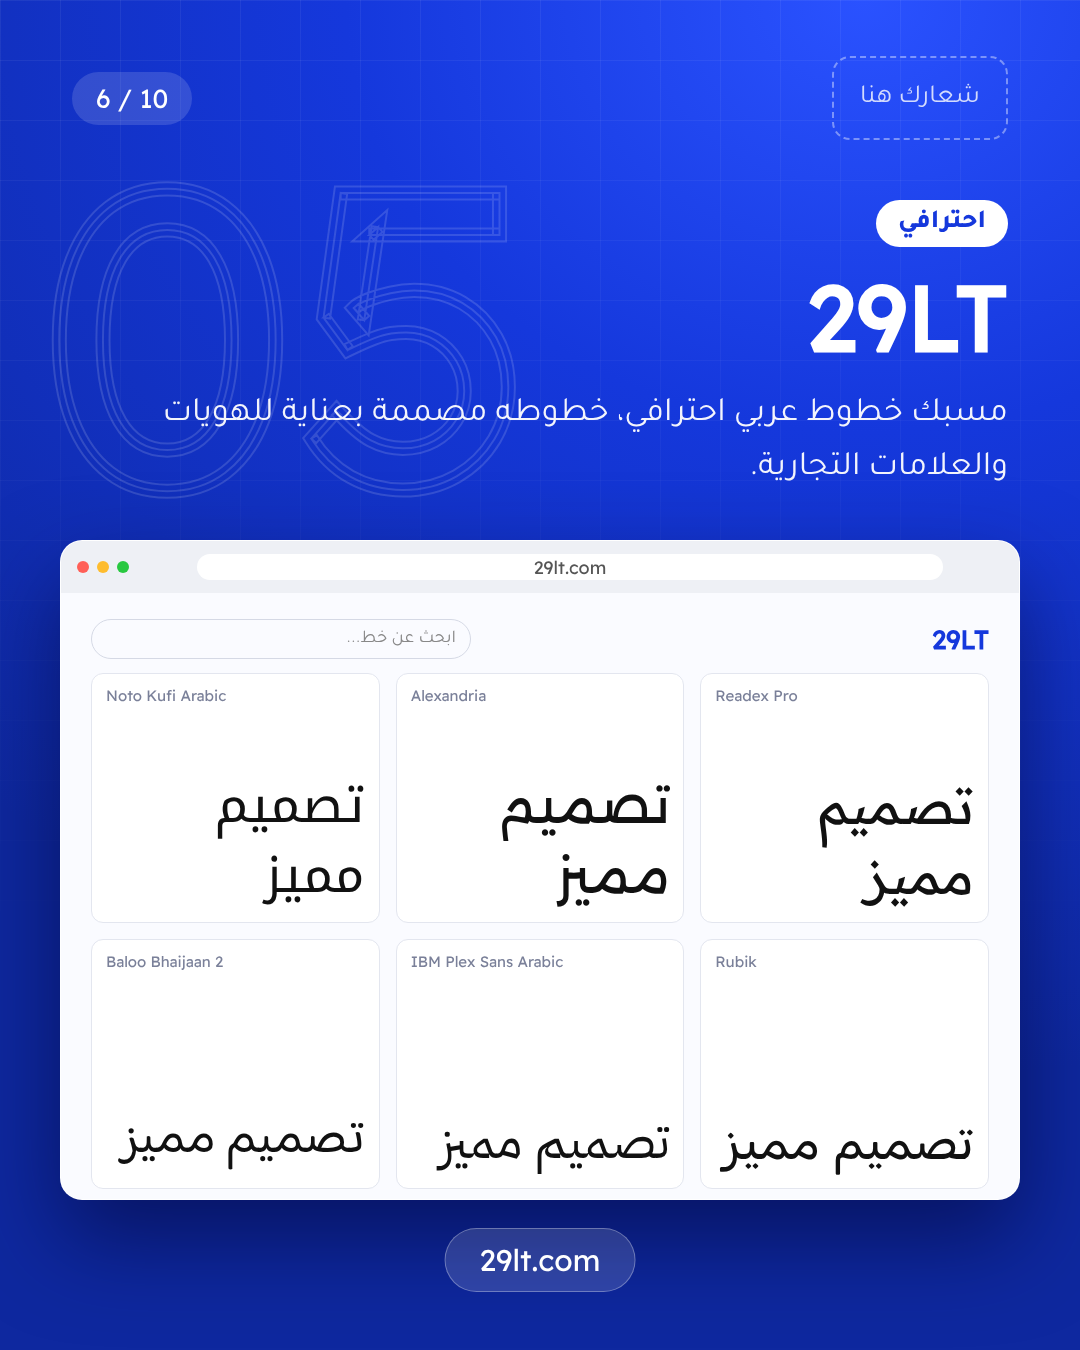 شعارك هنا
6 / 10
05
احترافي
29LT
مسبك خطوط عربي احترافي، خطوطه مصممة بعناية للهويات
والعلامات التجارية.
29lt.com
29LT
ابحث عن خط...
Readex Pro
تصميم
مميز
Alexandria
تصميم
مميز
Noto Kufi Arabic
تصميم
مميز
Rubik
تصميم مميز
IBM Plex Sans Arabic
تصميم مميز
Baloo Bhaijaan 2
تصميم مميز
29lt.com